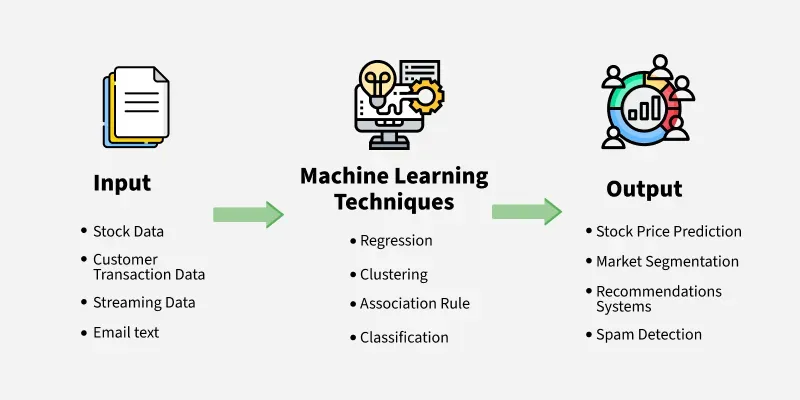 Input
• Stock Data
• Customer
Transaction Data
• Streaming Data
• Email text
Machine Learning
Techniques
• Regression
• Clustering
• Association Rule
• Classification
Output
• Stock Price Prediction
• Market Segmentation
• Recommendations
Systems
• Spam Detection